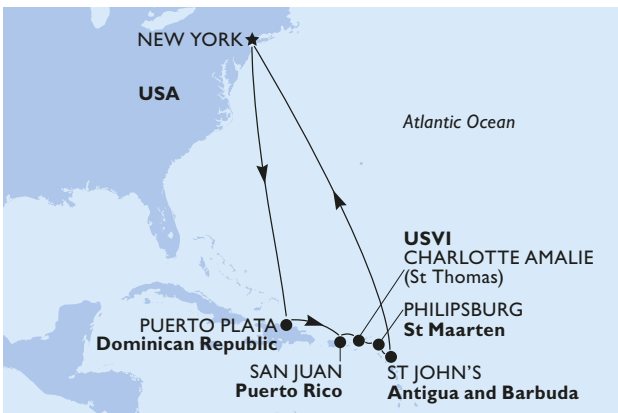 NEW YORK
USA
Atlantic Ocean
USVI
CHARLOTTE AMALIE
(St Thomas)
PHILIPSBURG
St Maarten
PUERTO PLATA
Dominican Republic
SAN JUAN
Puerto Rico
ST JOHN'S
Antigua and Barbuda